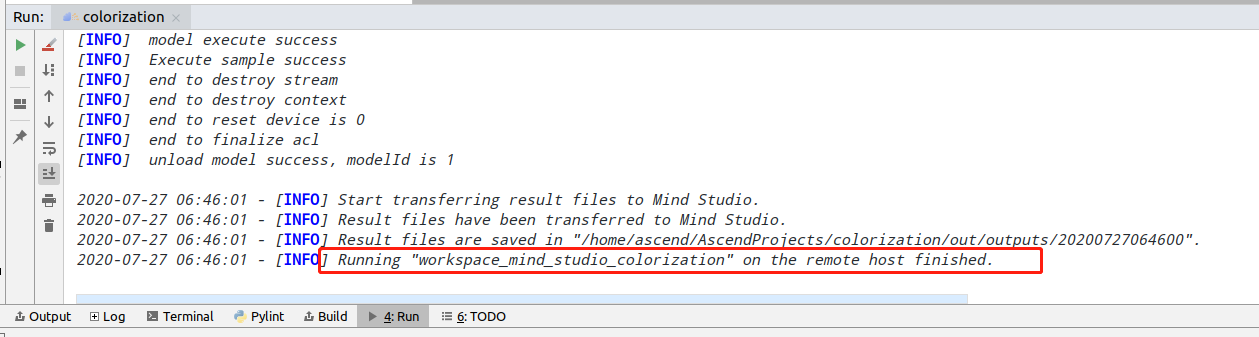 Run: colorization
[INFO] model execute success
[INFO] Execute sample success
[INFO] end to destroy stream
[INFO] end to destroy context
[INFO] end to reset device is 0
[INFO] end to finalize acl
[INFO] unload model success, modelId is 1
2020-07-27 06:46:01 - [INFO] Start transferring result files to Mind Studio.
2020-07-27 06:46:01 - [INFO] Result files have been transferred to Mind Studio.
2020-07-27 06:46:01 - [INFO] Result files are saved in "/home/ascend/AscendProjects/colorization/out/outputs/20200727064600".
2020-07-27 06:46:01 - [INFO] Running "workspace_mind_studio_colorization" on the remote host finished.
Output Log Terminal Pylint Build 4: Run 6: TODO